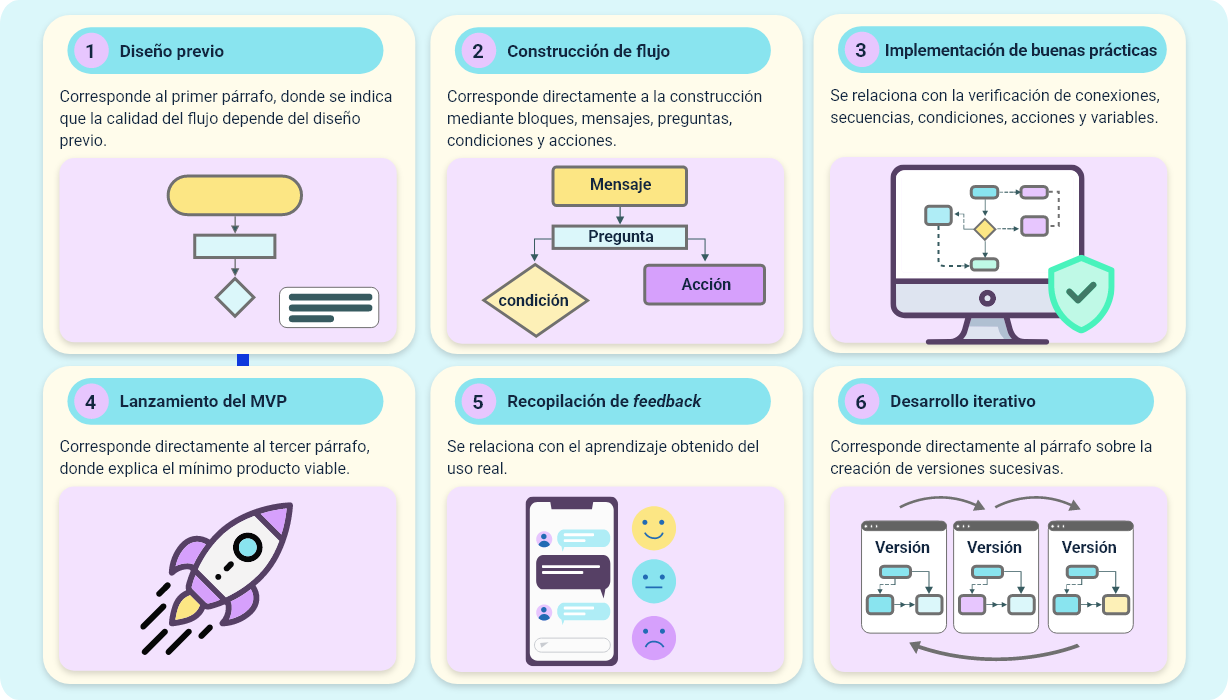 1 Diseño previo
Corresponde al primer párrafo, donde se indica
que la calidad del flujo depende del diseño
previo.
2 Construcción de flujo
Corresponde directamente a la construcción
mediante bloques, mensajes, preguntas,
condiciones y acciones.
Mensaje
Pregunta
condición
Acción
3 Implementación de buenas prácticas
Se relaciona con la verificación de conexiones,
secuencias, condiciones, acciones y variables.
4 Lanzamiento del MVP
Corresponde directamente al tercer párrafo,
donde explica el mínimo producto viable.
5 Recopilación de feedback
Se relaciona con el aprendizaje obtenido del
uso real.
6 Desarrollo iterativo
Corresponde directamente al párrafo sobre la
creación de versiones sucesivas.
Versión
Versión
Versión